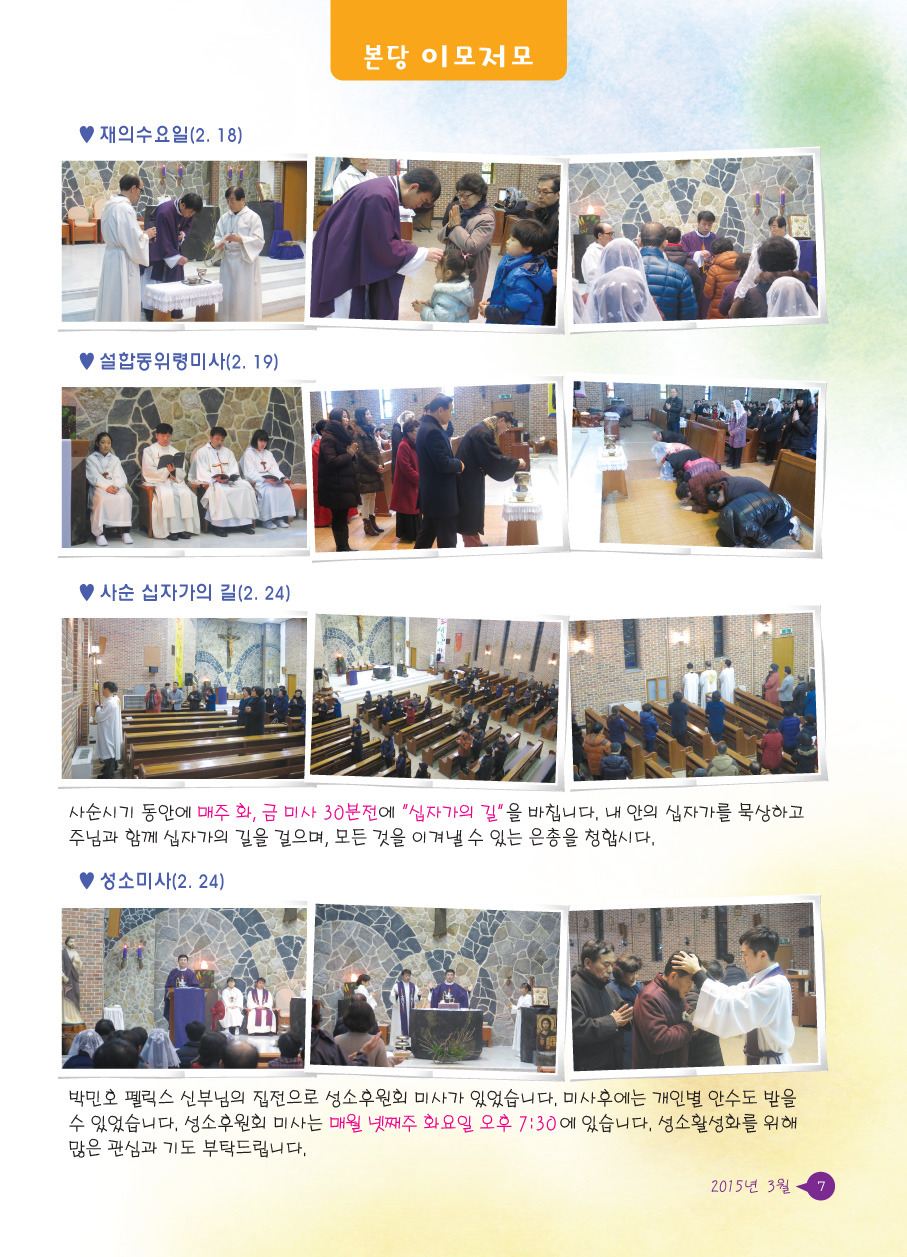 본당 이모저모
♥ 재의수요일(2. 18)
♥ 설합동위령미사(2. 19)
♥ 사순 십자가의 길(2. 24)
사순시기 동안에 매주 화, 금 미사 30분전에 "십자가의 길"을 바칩니다. 내 안의 십자가를 묵상하고
주님과 함께 십자가의 길을 걸으며, 모든 것을 이겨낼 수 있는 은총을 청합시다.
♥ 성소미사(2. 24)
박민호 펠릭스 신부님의 집전으로 성소후원회 미사가 있었습니다. 미사후에는 개인별 안수도 받을
수 있었습니다. 성소후원회 미사는 매월 넷째주 화요일 오후 7:30에 있습니다. 성소활성화를 위해
많은 관심과 기도 부탁드립니다.
2015년 3월 7